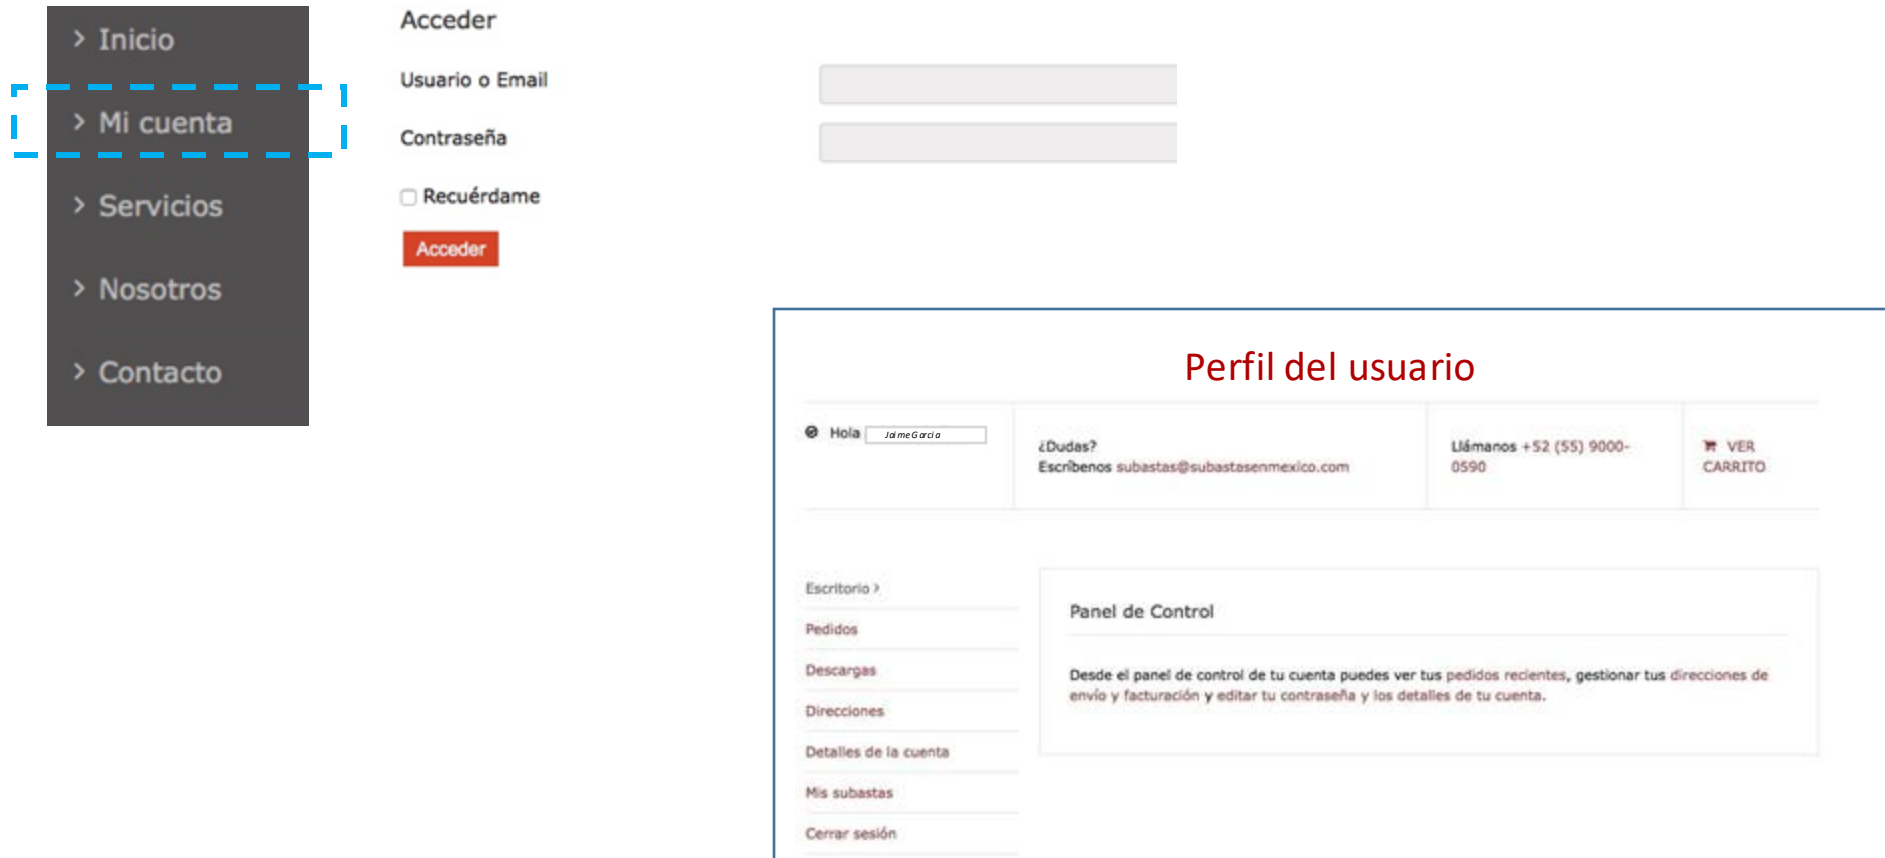 > Inicio
> Mi cuenta
> Servicios
> Nosotros
> Contacto
Acceder
Usuario o Email
Contraseña
Recuérdame
Acceder
Perfil del usuario
Hola Jaime Garcia
¿Dudas?
Escríbenos subastas@subastasenmexico.com
Llámanos +52 (55) 9000-
0590
VER
CARRITO
Escritorio >
Pedidos
Descargas
Direcciones
Detalles de la cuenta
Mis subastas
Cerrar sesión
Panel de Control
Desde el panel de control de tu cuenta puedes ver tus pedidos recientes, gestionar tus direcciones de
envío y facturación y editar tu contraseña y los detalles de tu cuenta.